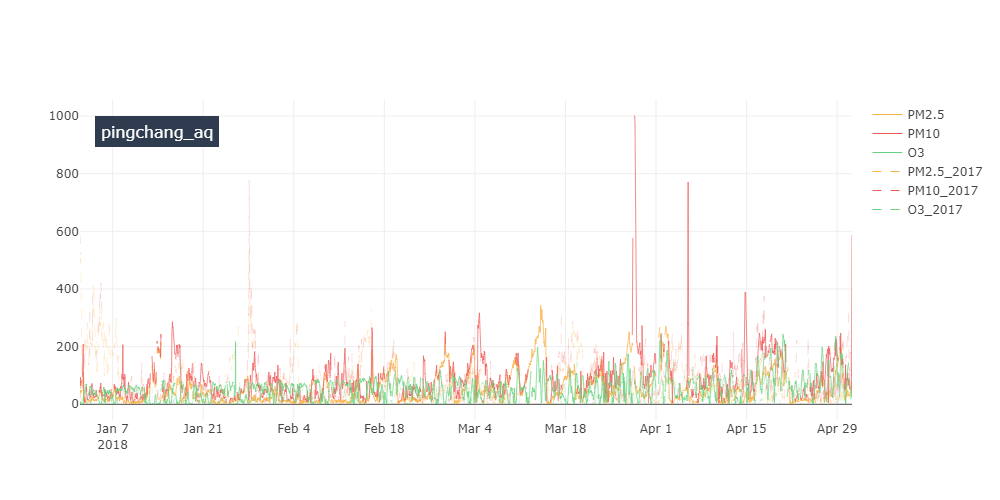 pingchang_aq
1000
800
600
400
200
0
Jan 7
2018
Jan 21
Feb 4
Feb 18
Mar 4
Mar 18
Apr 1
Apr 15
Apr 29
PM2.5
PM10
O3
PM2.5_2017
PM10_2017
O3_2017